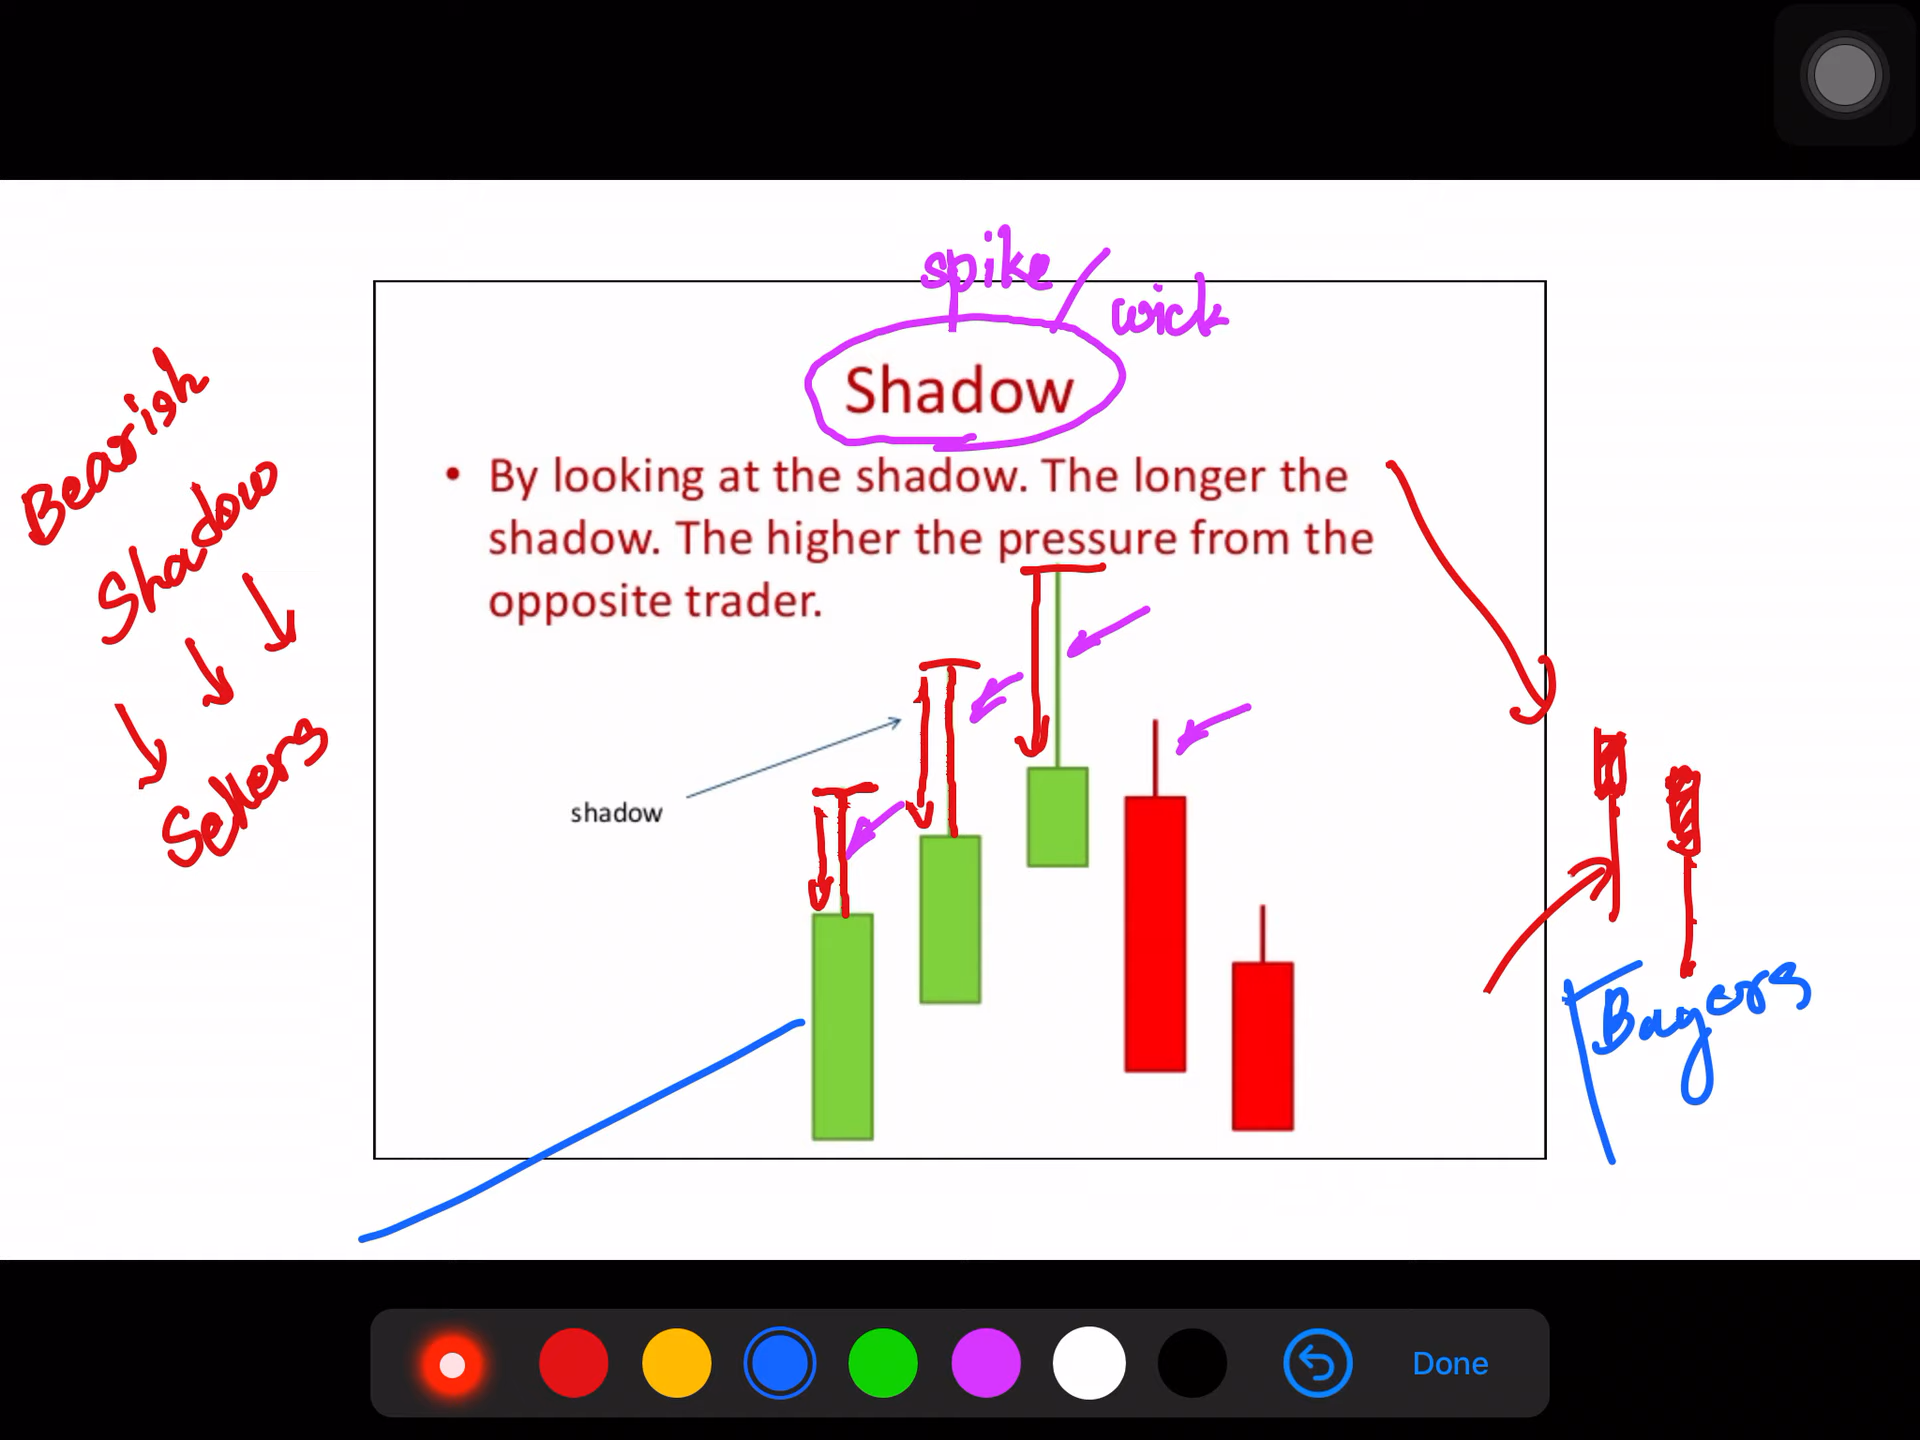 spike /
wick
Shadow
• By looking at the shadow. The longer the
shadow. The higher the pressure from the
opposite trader.
shadow
Bearish
Shadow
Sellers
Buyers
Done